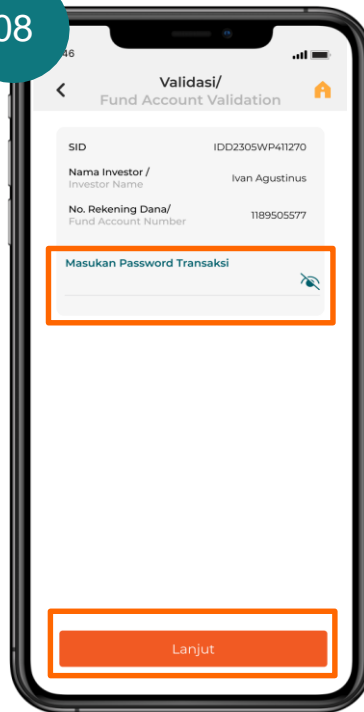 08
46
Validasi/
Fund Account Validation
SID IDD2305WP411270
Nama Investor / Ivan Agustinus
Investor Name
No. Rekening Dana/ 1189505577
Fund Account Number
Masukan Password Transaksi
Lanjut